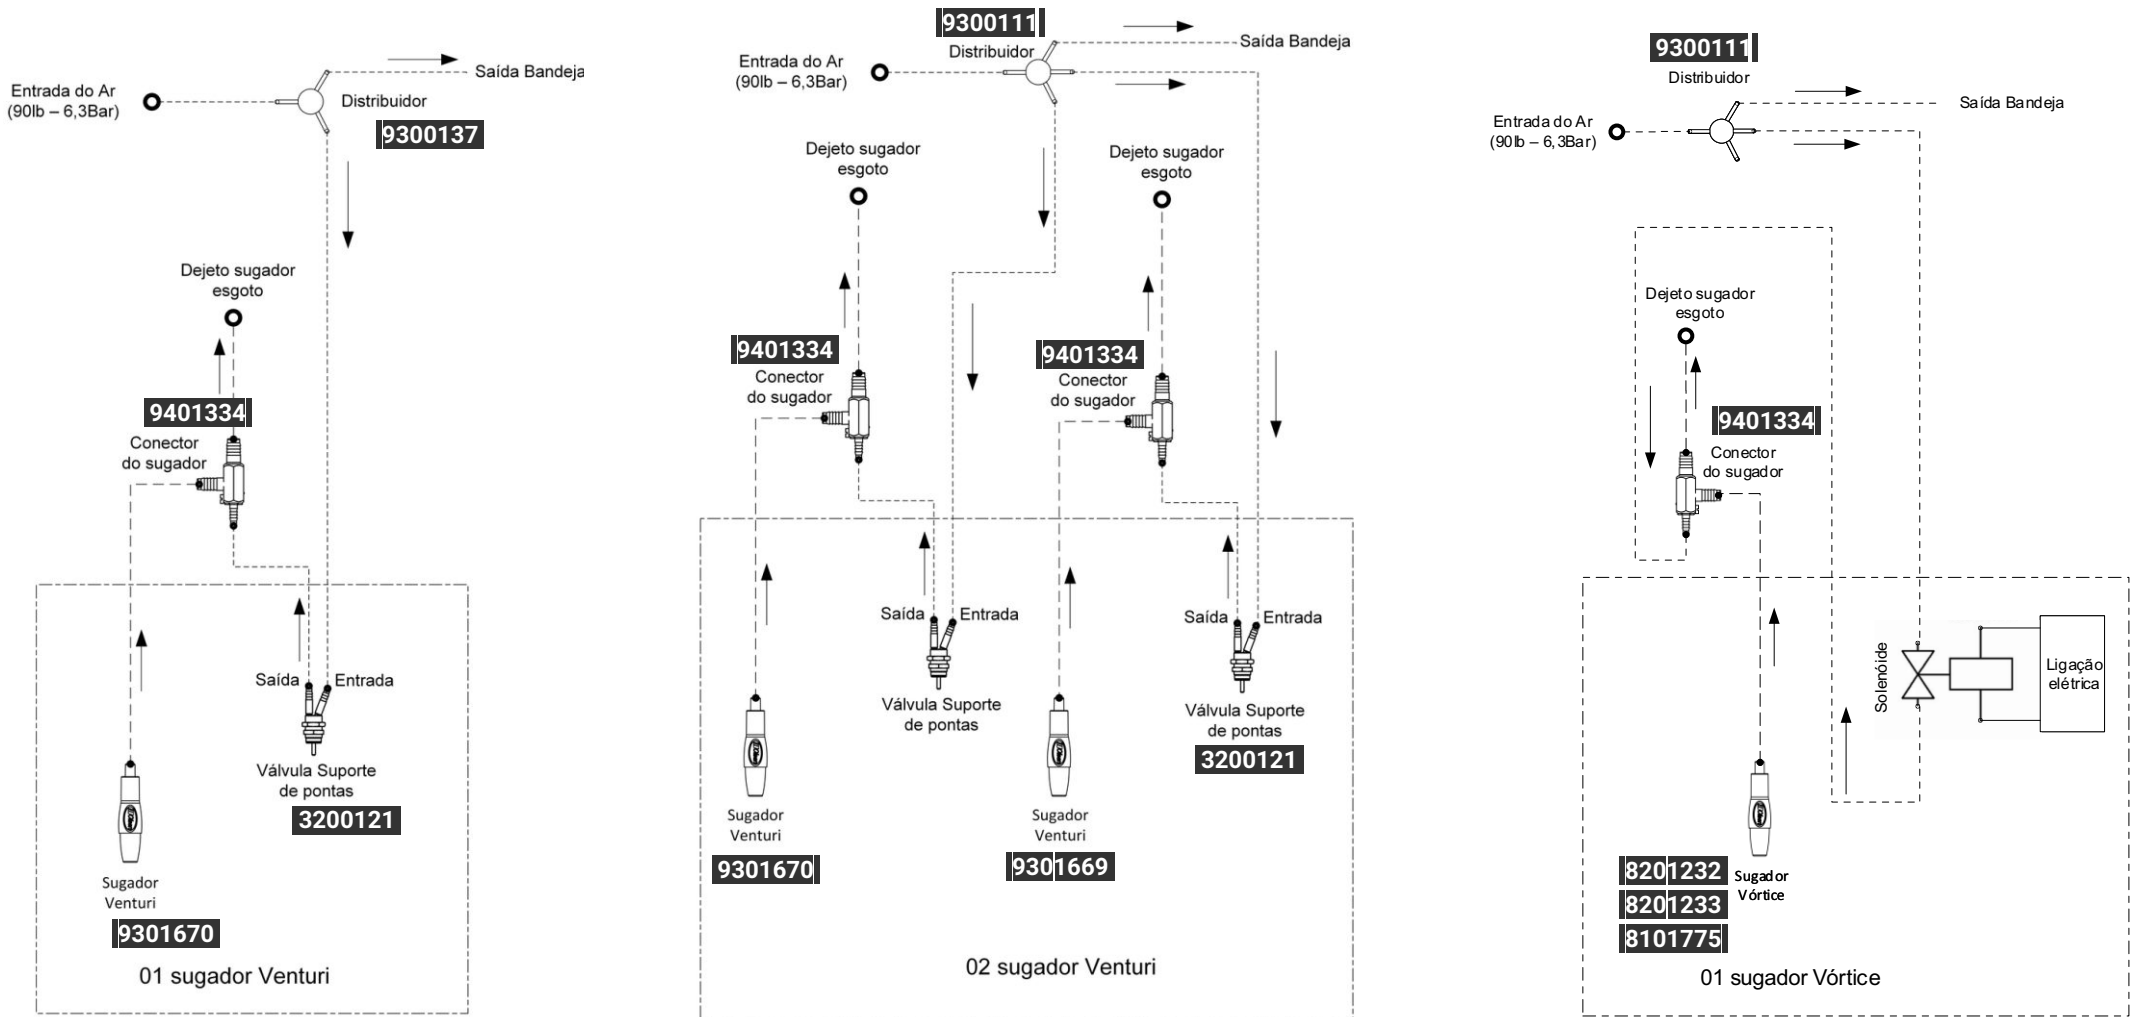 Entrada do Ar
(90lb – 6,3Bar)
Saída Bandeja
Distribuidor
9300137
Dejeto sugador
esgoto
9401334
Conector
do sugador
Saída
Entrada
Válvula Suporte
de pontas
3200121
Sugador
Venturi
9301670
01 sugador Venturi
9300111
Distribuidor
Saída Bandeja
Entrada do Ar
(90lb – 6,3Bar)
Dejeto sugador
esgoto
Dejeto sugador
esgoto
9401334
Conector
do sugador
9401334
Conector
do sugador
Saída
Entrada
Válvula Suporte
de pontas
Saída
Entrada
Válvula Suporte
de pontas
3200121
Sugador
Venturi
9301670
Sugador
Venturi
9301669
02 sugador Venturi
9300111
Distribuidor
Saída Bandeja
Entrada do Ar
(90lb – 6,3Bar)
Dejeto sugador
esgoto
9401334
Conector
do sugador
Solenóide
Ligação
elétrica
8201232
8201233
8101775
Sugador
Vórtice
01 sugador Vórtice